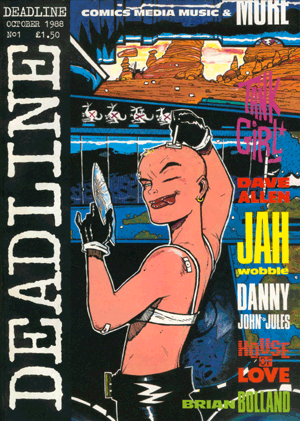 DEADLINE
OCTOBER 1988
No1 £1.50
COMICS MEDIA MUSIC & MORE
DEADLINE
TANK
GIRL
DAVE
ALLEN
JAH
wobble
DANNY
JOHN+JULES
HOUSE
OF
LOVE
BRIAN BOLLAND